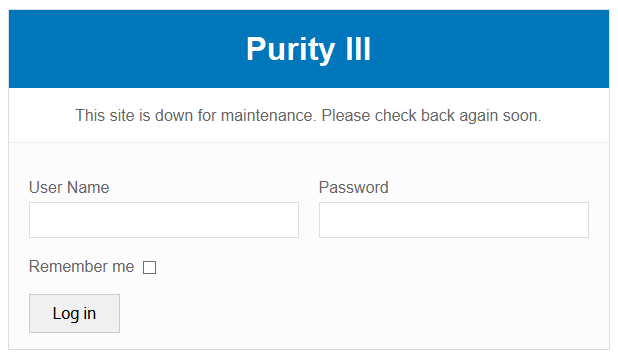 Purity III
This site is down for maintenance. Please check back again soon.
User Name
Password
Remember me
Log in